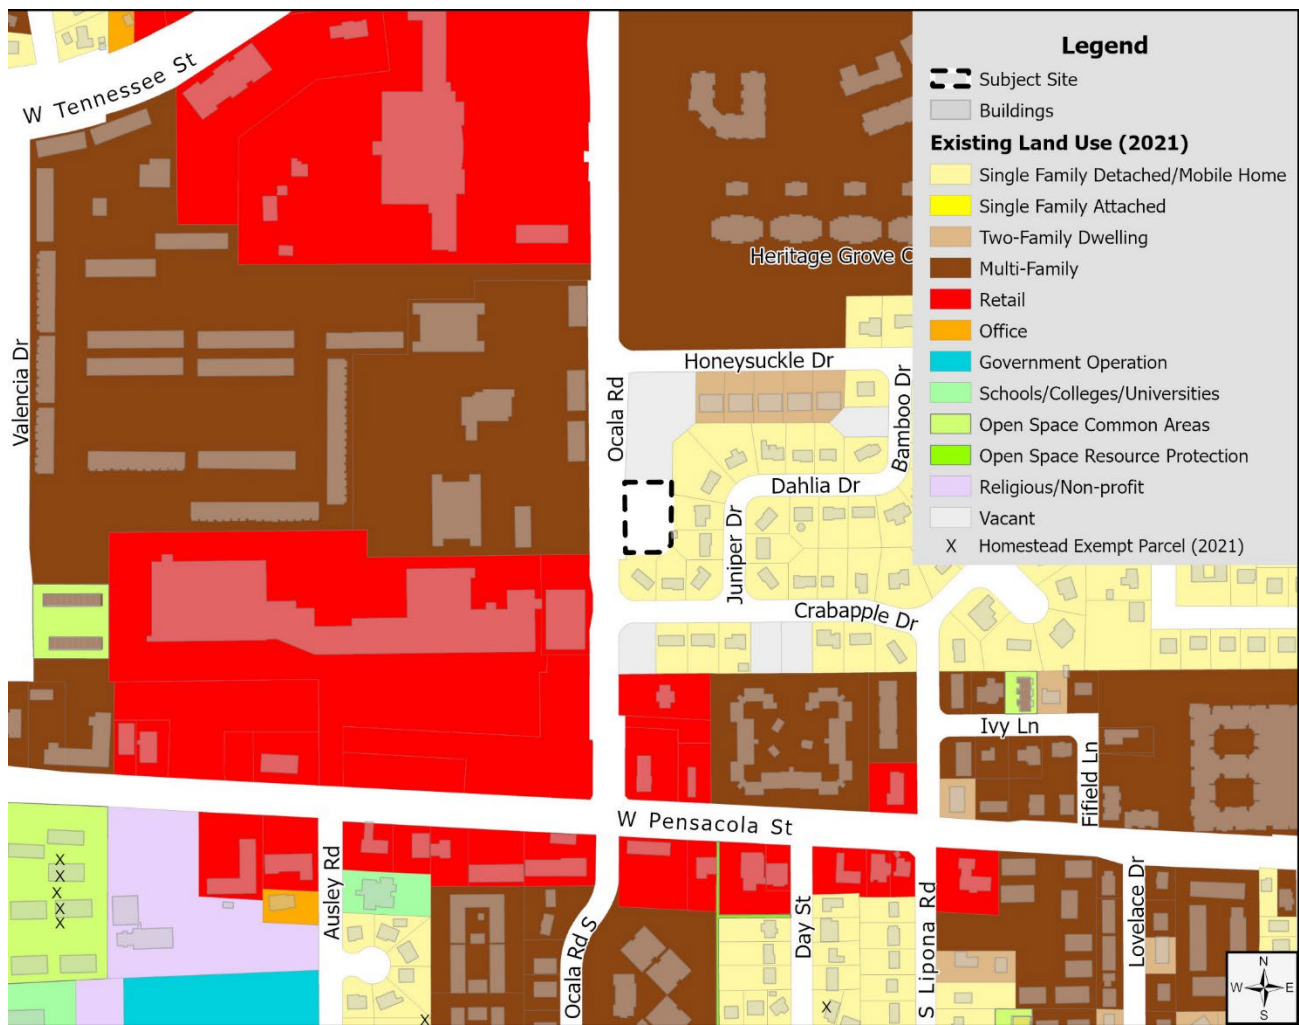 W Tennessee St
Legend
Subject Site
Buildings
Existing Land Use (2021)
Single Family Detached/Mobile Home
Single Family Attached
Two-Family Dwelling
Multi-Family
Retail
Office
Government Operation
Schools/Colleges/Universities
Open Space Common Areas
Open Space Resource Protection
Religious/Non-profit
Vacant
X Homestead Exempt Parcel (2021)
Heritage Grove C
Valencia Dr
Ocala Rd
Honeysuckle Dr
Bamboo Dr
Dahlia Dr
Juniper Dr
Crabapple Dr
Ivy Ln
Fifield Ln
W Pensacola St
Ausley Rd
Ocala Rd S
Day St
S Lipona Rd
Lovelace Dr
X
X
X
X
X
X
X
N
W E
S